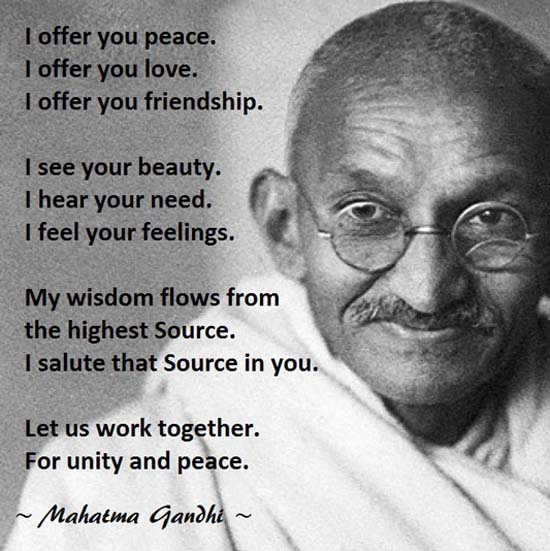 I offer you peace.
I offer you love.
I offer you friendship.
I see your beauty.
I hear your need.
I feel your feelings.
My wisdom flows from
the highest Source.
I salute that Source in you.
Let us work together.
For unity and peace.
~ Mahatma Gandhi ~